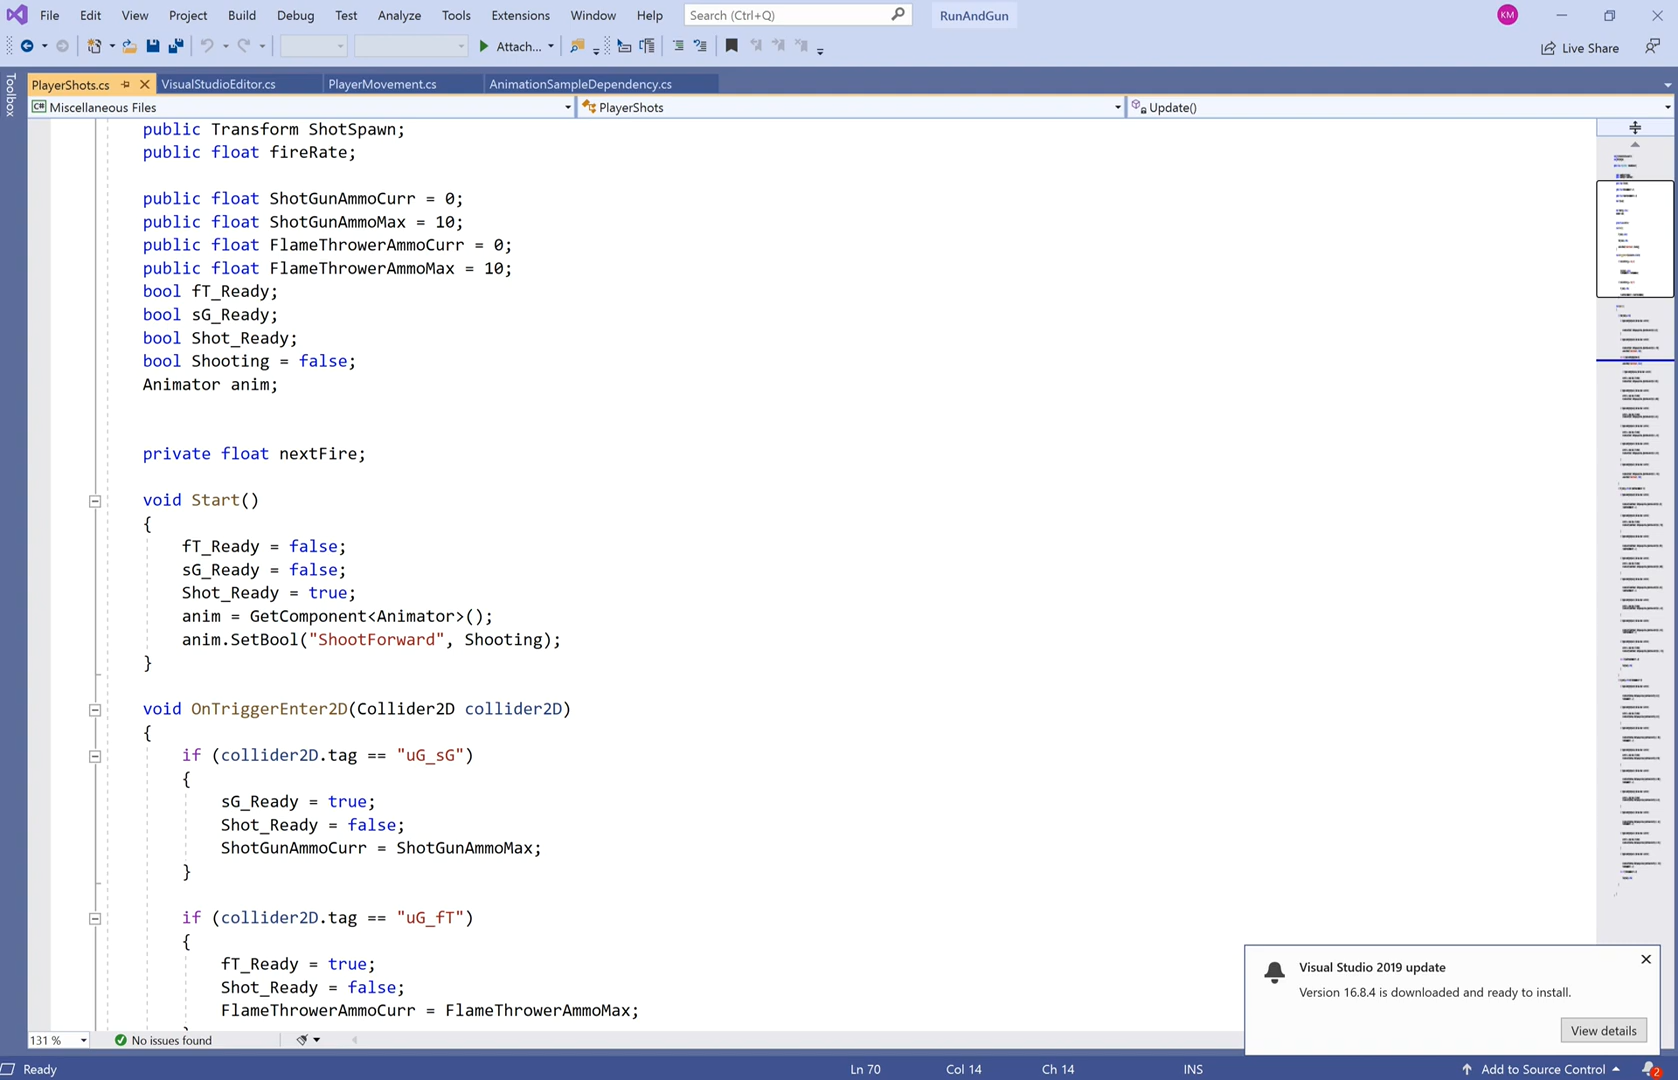 File Edit View Project Build Debug Test Analyze Tools Extensions Window Help Search (Ctrl+Q) RunAndGun KM
Attach... Live Share
Toolbox
PlayerShots.cs VisualStudioEditor.cs PlayerMovement.cs AnimationSampleDependency.cs
C# Miscellaneous Files PlayerShots Update()
public Transform ShotSpawn;
public float fireRate;
public float ShotGunAmmoCurr = 0;
public float ShotGunAmmoMax = 10;
public float FlameThrowerAmmoCurr = 0;
public float FlameThrowerAmmoMax = 10;
bool fT_Ready;
bool sG_Ready;
bool Shot_Ready;
bool Shooting = false;
Animator anim;
private float nextFire;
void Start()
{
fT_Ready = false;
sG_Ready = false;
Shot_Ready = true;
anim = GetComponent<Animator>();
anim.SetBool("ShootForward", Shooting);
}
void OnTriggerEnter2D(Collider2D collider2D)
{
if (collider2D.tag == "uG_sG")
{
sG_Ready = true;
Shot_Ready = false;
ShotGunAmmoCurr = ShotGunAmmoMax;
}
if (collider2D.tag == "uG_fT")
{
fT_Ready = true;
Shot_Ready = false;
FlameThrowerAmmoCurr = FlameThrowerAmmoMax;
Visual Studio 2019 update
Version 16.8.4 is downloaded and ready to install.
View details
131 % No issues found
Ready Ln 70 Col 14 Ch 14 INS Add to Source Control 2